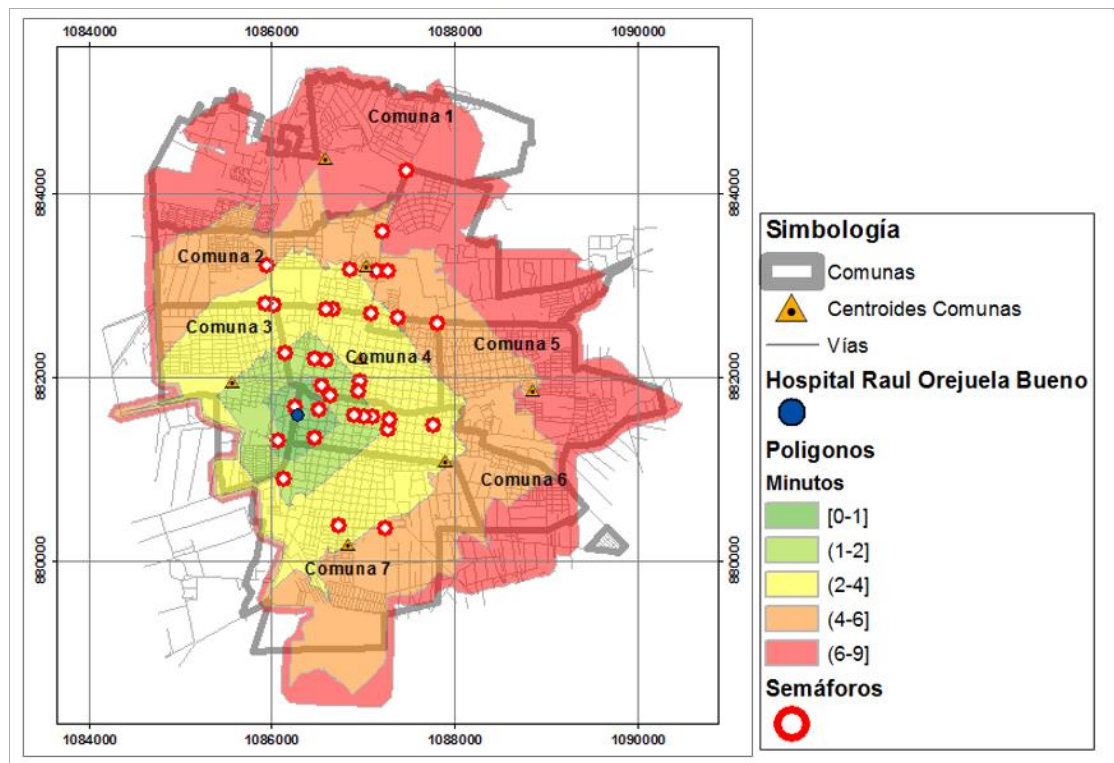 1084000 1086000 1088000 1090000
Comuna 1
884000 884000
Comuna 2
Comuna 3
Comuna 4
Comuna 5
882000 882000
Comuna 6
880000 880000
Comuna 7
1084000 1086000 1088000 1090000
Simbología
Comunas
Centroides Comunas
Vías
Hospital Raul Orejuela Bueno
Poligonos
Minutos
[0-1]
(1-2]
(2-4]
(4-6]
(6-9]
Semáforos